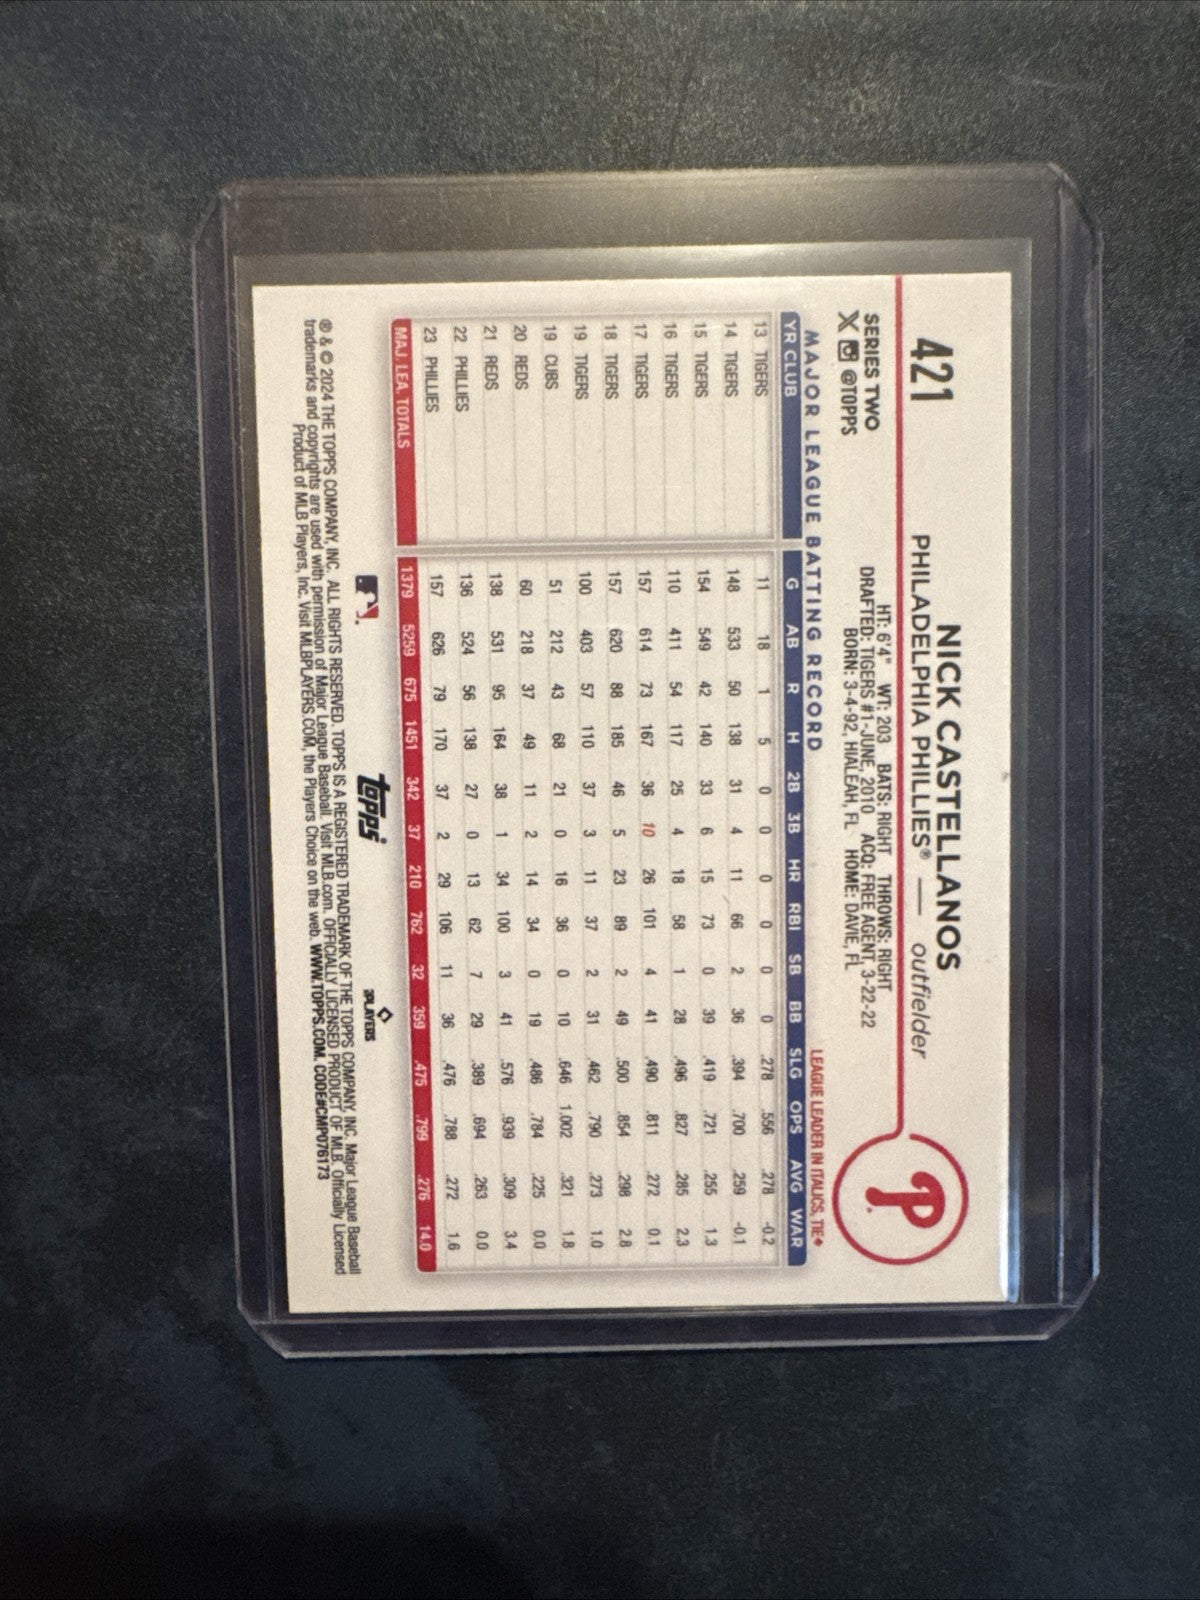 421
NICK CASTELLANOS
PHILADELPHIA PHILLIES® — outfielder
SERIES TWO
X @TOPPS
HT: 6'4" WT: 203 BATS: RIGHT THROWS: RIGHT
DRAFTED: TIGERS #1-JUNE, 2010 ACQ: FREE AGENT, 3-22-22
BORN: 3-4-92, HIALEAH, FL HOME: DAVIE, FL
P
MAJOR LEAGUE BATTING RECORD
LEAGUE LEADER IN ITALICS, TIE♦
YR CLUB G AB R H 2B 3B HR RBI SB BB SLG OPS AVG WAR
13 TIGERS 11 18 1 5 0 0 0 0 0 0 .278 .556 .278 -0.2
14 TIGERS 148 533 50 138 31 4 11 66 2 36 .394 .700 .259 -0.1
15 TIGERS 154 549 42 140 33 6 15 73 0 39 .419 .721 .255 1.3
16 TIGERS 110 411 54 117 25 4 18 58 1 28 .496 .827 .285 2.3
17 TIGERS 157 614 73 167 36 10 26 101 4 41 .490 .811 .272 0.1
18 TIGERS 157 620 88 185 46 5 23 89 2 49 .500 .854 .298 2.8
19 TIGERS 100 403 57 110 37 3 11 37 2 31 .462 .790 .273 1.0
19 CUBS 51 212 43 68 21 0 16 36 0 10 .646 1.002 .321 1.8
20 REDS 60 218 37 49 11 2 14 34 0 19 .486 .784 .225 0.0
21 REDS 138 531 95 164 38 1 34 100 3 41 .576 .939 .309 3.4
22 PHILLIES 136 524 56 138 27 0 13 62 7 29 .389 .694 .263 0.0
23 PHILLIES 157 626 79 170 37 2 29 106 11 36 .476 .788 .272 1.6
MAJ. LEA. TOTALS 1379 5259 675 1451 342 37 210 762 32 359 .475 .799 .276 14.0
topps
PLAYERS
® & © 2024 THE TOPPS COMPANY, INC. ALL RIGHTS RESERVED. TOPPS IS A REGISTERED TRADEMARK OF THE TOPPS COMPANY, INC. Major League Baseball
trademarks and copyrights are used with permission of Major League Baseball. Visit MLB.com. OFFICIALLY LICENSED PRODUCT OF MLB. Officially Licensed
Product of MLB Players, Inc. Visit MLBPLAYERS.COM, the Players Choice on the web. WWW.TOPPS.COM. CODE#CMP076173